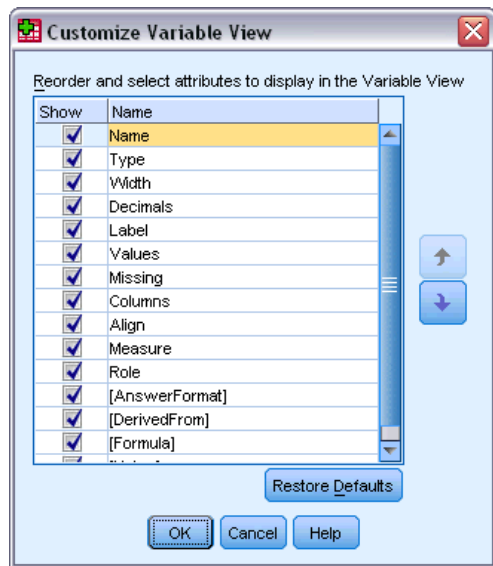 Customize Variable View
Reorder and select attributes to display in the Variable View
Show Name
Name
Type
Width
Decimals
Label
Values
Missing
Columns
Align
Measure
Role
[AnswerFormat]
[DerivedFrom]
[Formula]
Restore Defaults
OK Cancel Help